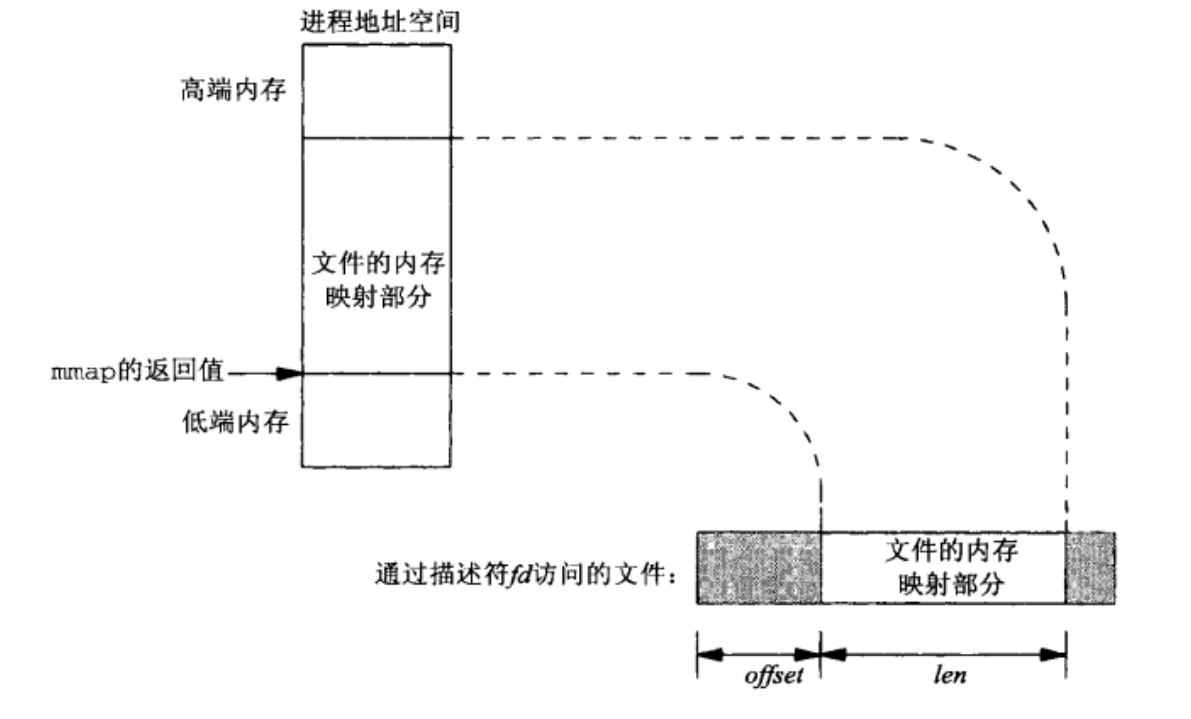 进程地址空间
高端内存
文件的内存
映射部分
mmap的返回值
低端内存
通过描述符fd访问的文件：
文件的内存
映射部分
offset
len